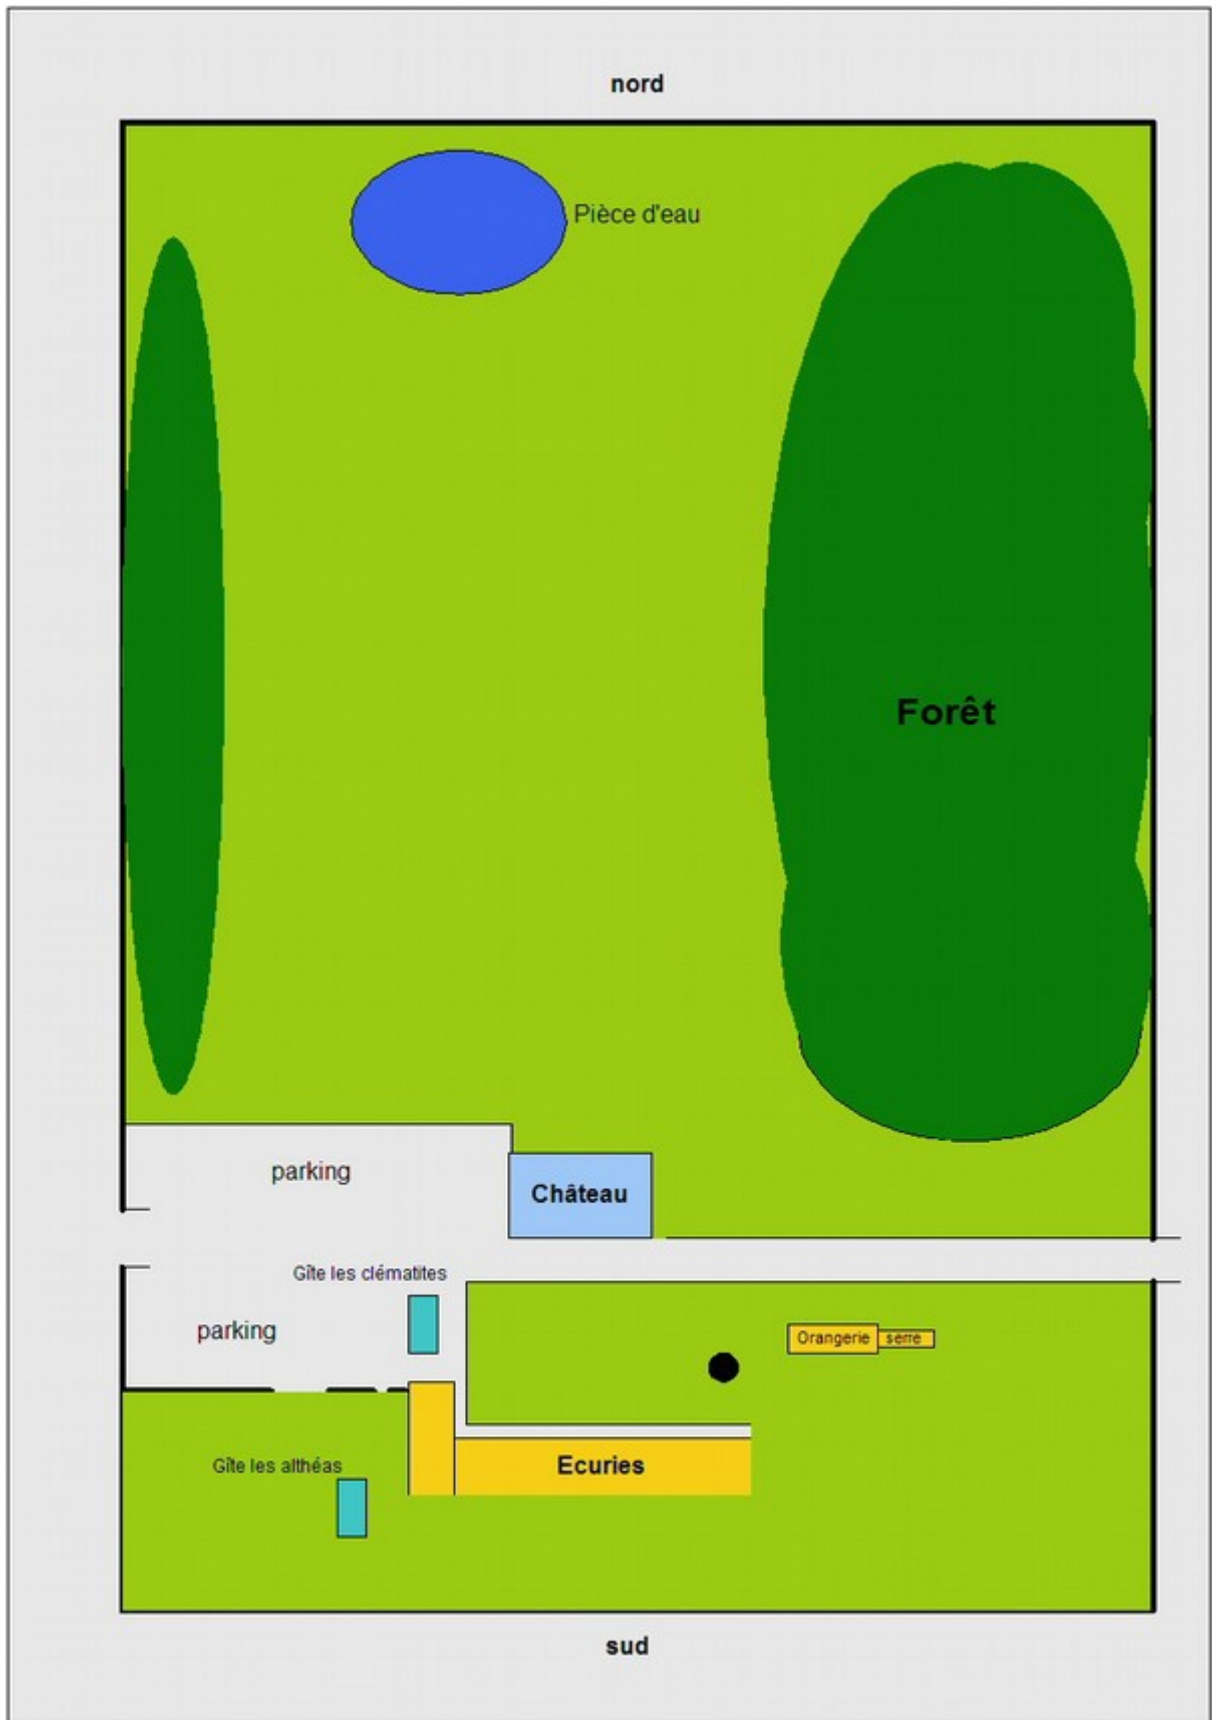 nord
Pièce d'eau
Forêt
parking
Château
Gîte les clématites
parking
Orangerie serre
Gîte les althéas
Ecuries
sud